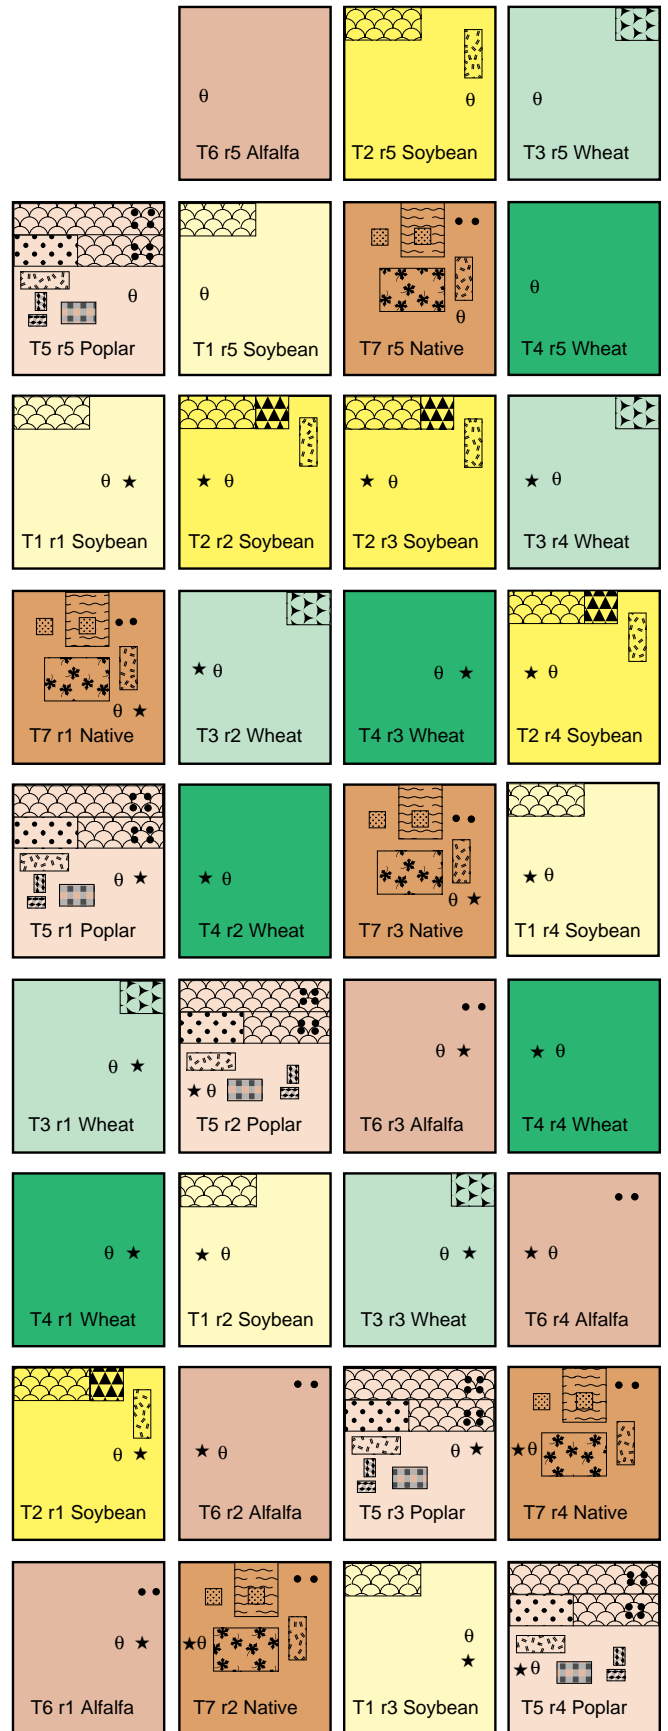 θ θ θ
T6 r5 Alfalfa T2 r5 Soybean T3 r5 Wheat
θ θ θ θ
T5 r5 Poplar T1 r5 Soybean T7 r5 Native T4 r5 Wheat
θ ★ ★ θ ★ θ ★ θ
T1 r1 Soybean T2 r2 Soybean T2 r3 Soybean T3 r4 Wheat
θ ★ ★ θ θ ★ ★ θ
T7 r1 Native T3 r2 Wheat T4 r3 Wheat T2 r4 Soybean
θ ★ ★ θ θ ★ ★ θ
T5 r1 Poplar T4 r2 Wheat T7 r3 Native T1 r4 Soybean
θ ★ ★ θ θ ★ ★ θ
T3 r1 Wheat T5 r2 Poplar T6 r3 Alfalfa T4 r4 Wheat
θ ★ ★ θ θ ★ ★ θ
T4 r1 Wheat T1 r2 Soybean T3 r3 Wheat T6 r4 Alfalfa
θ ★ ★ θ θ ★ ★ θ
T2 r1 Soybean T6 r2 Alfalfa T5 r3 Poplar T7 r4 Native
θ ★ ★ θ θ ★ ★ θ
T6 r1 Alfalfa T7 r2 Native T1 r3 Soybean T5 r4 Poplar